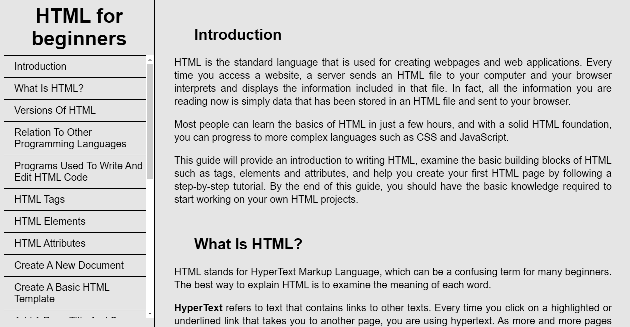 HTML for
beginners
Introduction
What Is HTML?
Versions Of HTML
Relation To Other
Programming Languages
Programs Used To Write And
Edit HTML Code
HTML Tags
HTML Elements
HTML Attributes
Create A New Document
Create A Basic HTML
Template
Introduction
HTML is the standard language that is used for creating webpages and web applications. Every
time you access a website, a server sends an HTML file to your computer and your browser
interprets and displays the information included in that file. In fact, all the information you are
reading now is simply data that has been stored in an HTML file and sent to your browser.
Most people can learn the basics of HTML in just a few hours, and with a solid HTML foundation,
you can progress to more complex languages such as CSS and JavaScript.
This guide will provide an introduction to writing HTML, examine the basic building blocks of HTML
such as tags, elements and attributes, and help you create your first HTML page by following a
step-by-step tutorial. By the end of this guide, you should have the basic knowledge required to
start working on your own HTML projects.
What Is HTML?
HTML stands for HyperText Markup Language, which can be a confusing term for many beginners.
The best way to explain HTML is to examine the meaning of each word.
HyperText refers to text that contains links to other texts. Every time you click on a highlighted or
underlined link that takes you to another page, you are using hypertext. As more and more pages